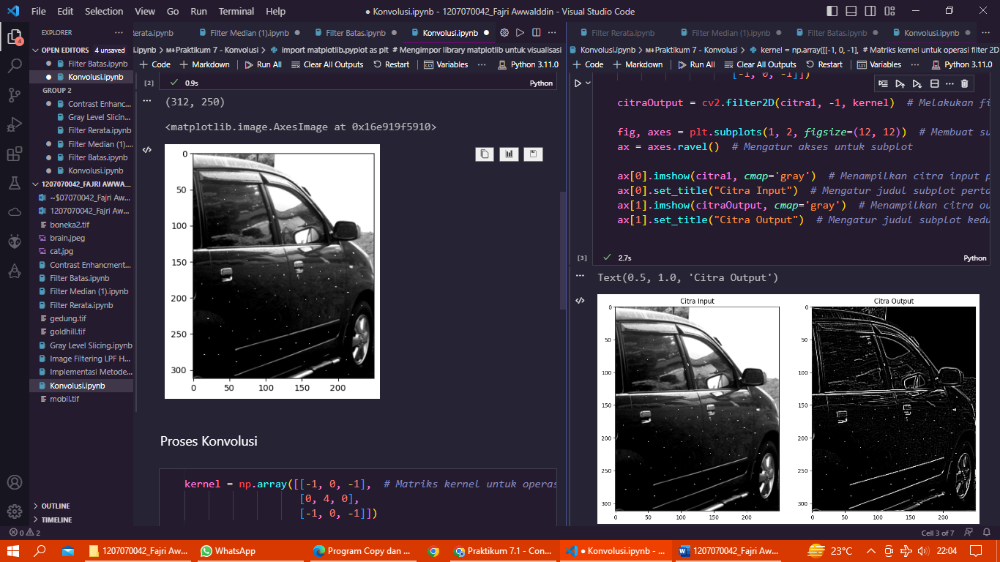 File Edit Selection View Go Run Terminal Help
● Konvolusi.ipynb - 1207070042_Fajri Awwalddin - Visual Studio Code
EXPLORER
OPEN EDITORS 4 unsaved
Filter Batas.ipynb
Konvolusi.ipynb
GROUP 2
Contrast Enhanc...
Gray Level Slicin...
Filter Rerata.ipynb
Filter Median (1)....
Filter Batas.ipynb
Konvolusi.ipynb
1207070042_FAJRI AWWA...
~$07070042_Fajri Aw...
1207070042_Fajri Aw...
boneka2.tif
brain.jpeg
cat.jpg
Contrast Enhancment...
Filter Batas.ipynb
Filter Median (1).ipynb
Filter Rerata.ipynb
gedung.tif
goldhill.tif
Gray Level Slicing.ipynb
Image Filtering LPF H...
Implementasi Metode...
Konvolusi.ipynb
mobil.tif
OUTLINE
TIMELINE
Rerata.ipynb Filter Median (1).ipynb Filter Batas.ipynb Konvolusi.ipynb
i.ipynb > M↓Praktikum 7 - Konvolusi > import matplotlib.pyplot as plt # Mengimpor library matplotlib untuk visualisasi
+ Code + Markdown Run All Clear All Outputs Restart Variables ... Python 3.11.0
[2] ✓ 0.9s Python
(312, 250)
<matplotlib.image.AxesImage at 0x16e919f5910>
0
50
100
150
200
250
300
0 50 100 150 200
Proses Konvolusi
kernel = np.array([[-1, 0, -1], # Matriks kernel untuk operas
[0, 4, 0],
[-1, 0, -1]])
Filter Rerata.ipynb Filter Median (1).ipynb Filter Batas.ipynb Konvolusi.ipynb
Konvolusi.ipynb > M↓Praktikum 7 - Konvolusi > kernel = np.array([[-1, 0, -1], # Matriks kernel untuk operasi filter 2D
+ Code + Markdown Run All Clear All Outputs Restart Variables ... Python 3.11.0
[-1, 0, -1]])
citraOutput = cv2.filter2D(citra1, -1, kernel) # Melakukan fi
fig, axes = plt.subplots(1, 2, figsize=(12, 12)) # Membuat su
ax = axes.ravel() # Mengatur akses untuk subplot
ax[0].imshow(citra1, cmap='gray') # Menampilkan citra input p
ax[0].set_title("Citra Input") # Mengatur judul subplot perta
ax[1].imshow(citraOutput, cmap='gray') # Menampilkan citra ou
ax[1].set_title("Citra Output") # Mengatur judul subplot kedu
[3] ✓ 2.7s Python
Text(0.5, 1.0, 'Citra Output')
Citra Input
0
50
100
150
200
250
300
0 50 100 150 200
Citra Output
0
50
100
150
200
250
300
0 50 100 150 200
0 2
Cell 3 of 7
1207070042_Fajri Aw... WhatsApp Program Copy dan ... Praktikum 7.1 - Con... ● Konvolusi.ipynb - ... 1207070042_Fajri Aw... 23°C 22:04